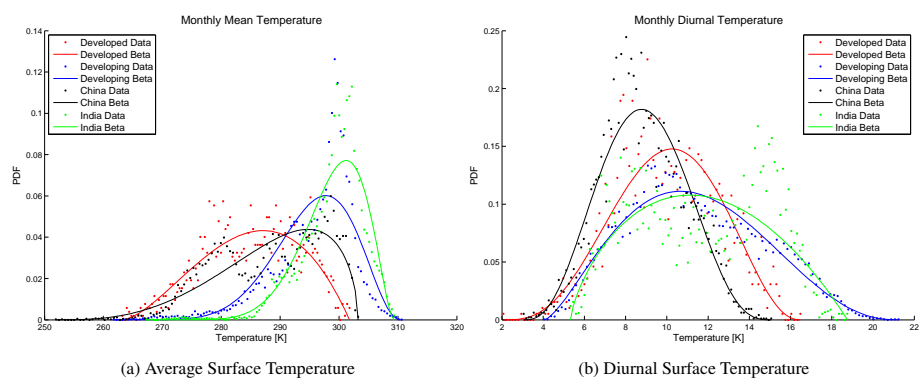 Monthly Mean Temperature
0.14
0.12
0.1
0.08
0.06
0.04
0.02
0
PDF
Developed Data
Developed Beta
Developing Data
Developing Beta
China Data
China Beta
India Data
India Beta
250 260 270 280 290 300 310 320
Temperature [K]
(a) Average Surface Temperature
Monthly Diurnal Temperature
0.25
0.2
0.15
0.1
0.05
0
PDF
Developed Data
Developed Beta
Developing Data
Developing Beta
China Data
China Beta
India Data
India Beta
2 4 6 8 10 12 14 16 18 20 22
Temperature [K]
(b) Diurnal Surface Temperature